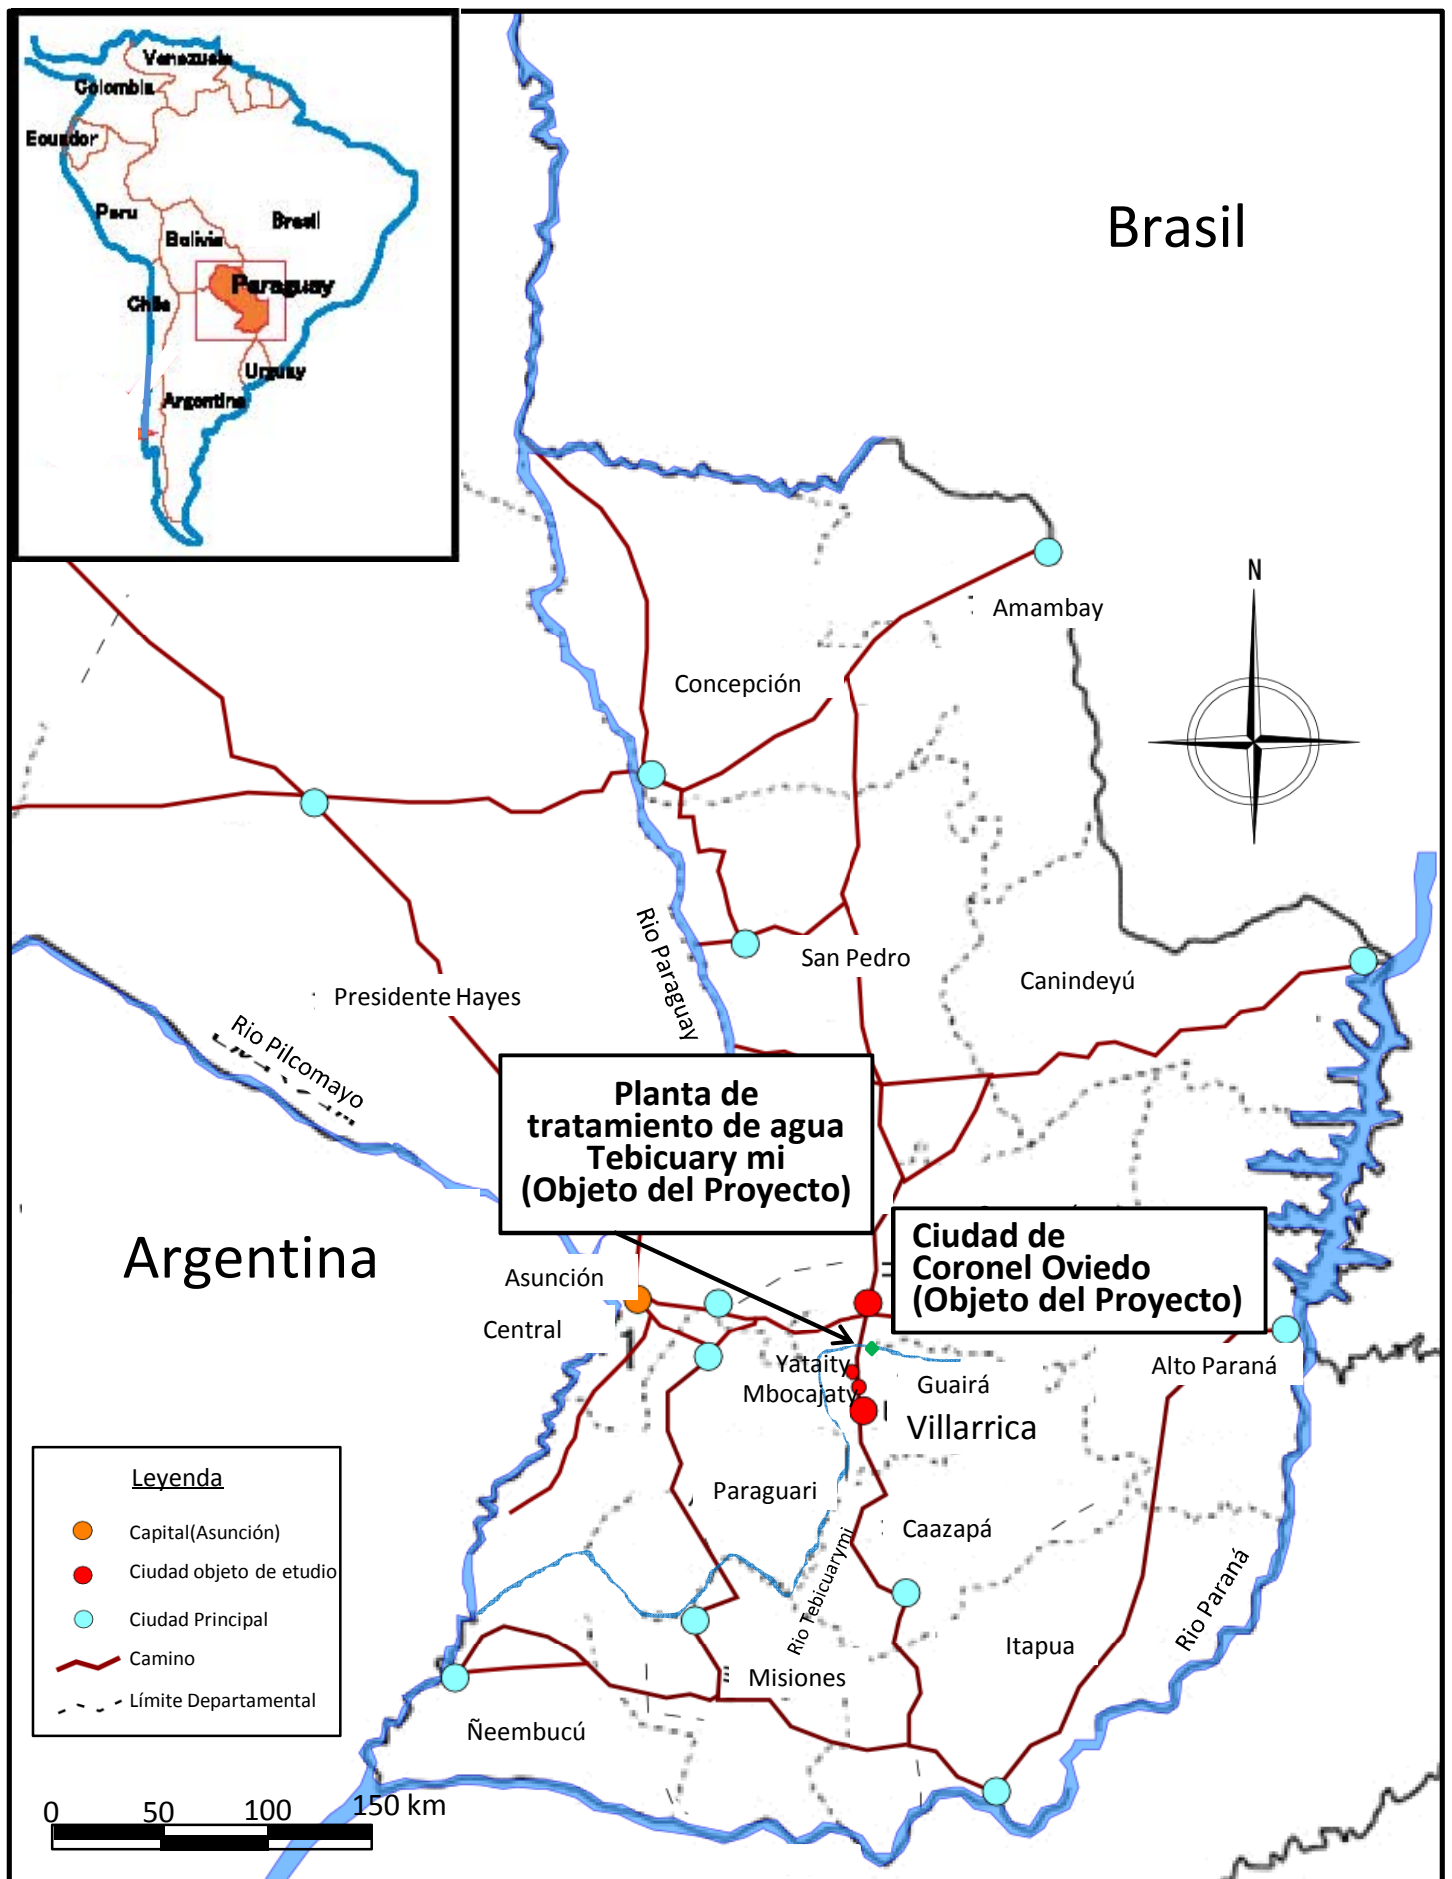 Venezuela
Colombia
Ecuador
Peru
Brasil
Bolivia
Paraguay
Chile
Uruguay
Argentina
Brasil
N
Amambay
Concepción
Rio Paraguay
San Pedro
Canindeyú
Presidente Hayes
Rio Pilcomayo
Planta de
tratamiento de agua
Tebicuary mi
(Objeto del Proyecto)
Ciudad de
Coronel Oviedo
(Objeto del Proyecto)
Argentina
Asunción
Central
Yataity
Mbocajaty
Guairá
Alto Paraná
Villarrica
Paraguari
Caazapá
Rio Tebicuarymi
Rio Paraná
Itapua
Misiones
Ñeembucú
Leyenda
Capital(Asunción)
Ciudad objeto de etudio
Ciudad Principal
Camino
Límite Departamental
0 50 100 150 km